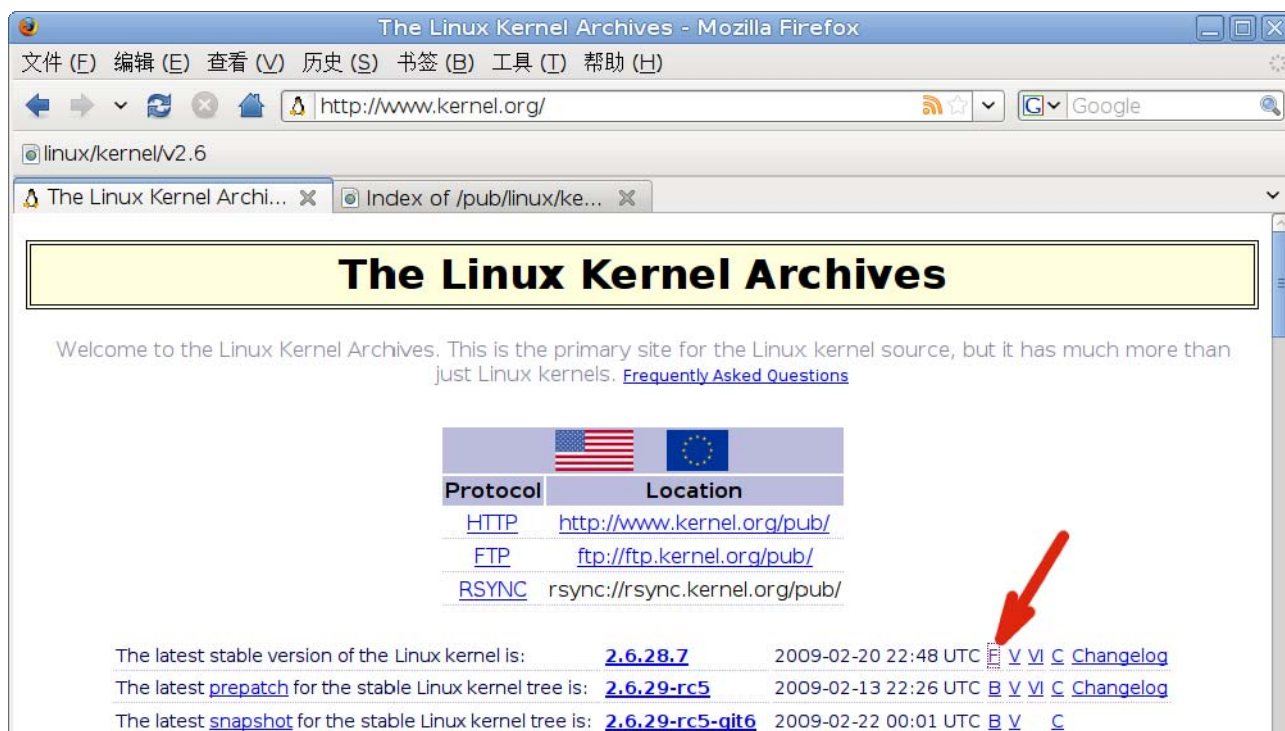 The Linux Kernel Archives - Mozilla Firefox
文件 (F) 编辑 (E) 查看 (V) 历史 (S) 书签 (B) 工具 (T) 帮助 (H)
http://www.kernel.org/ G Google
linux/kernel/v2.6
The Linux Kernel Archi... Index of /pub/linux/ke...
The Linux Kernel Archives
Welcome to the Linux Kernel Archives. This is the primary site for the Linux kernel source, but it has much more than
just Linux kernels. Frequently Asked Questions
Protocol Location
HTTP http://www.kernel.org/pub/
FTP ftp://ftp.kernel.org/pub/
RSYNC rsync://rsync.kernel.org/pub/
The latest stable version of the Linux kernel is: 2.6.28.7 2009-02-20 22:48 UTC F V VI C Changelog
The latest prepatch for the stable Linux kernel tree is: 2.6.29-rc5 2009-02-13 22:26 UTC B V VI C Changelog
The latest snapshot for the stable Linux kernel tree is: 2.6.29-rc5-git6 2009-02-22 00:01 UTC B V C